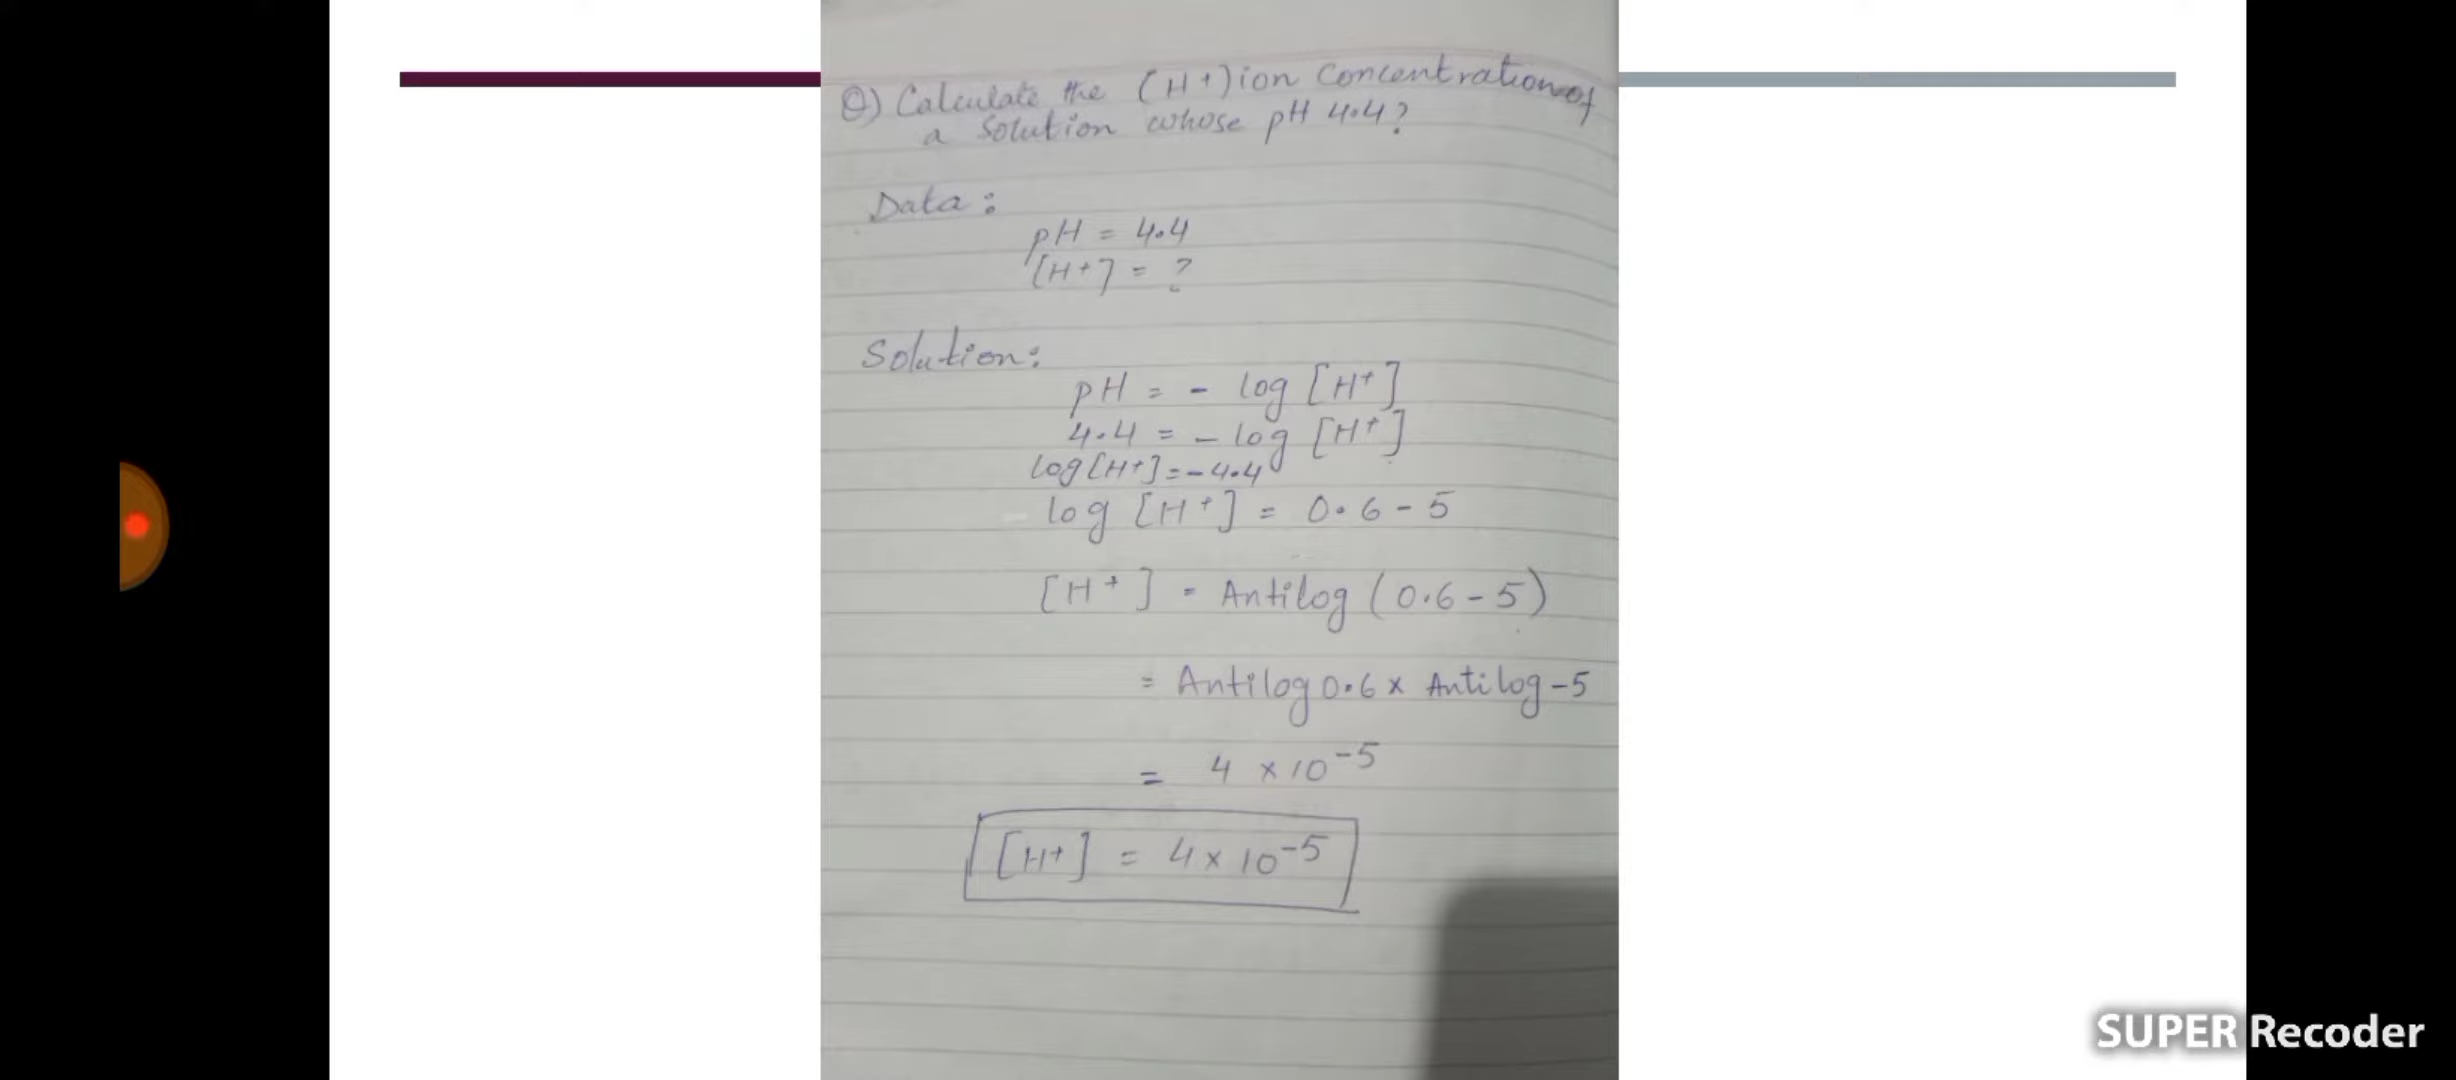 Q) Calculate the (H+) ion concentration of
a solution whose pH 4.4?
Data:
pH = 4.4
[H+] = ?
Solution:
pH = - log [H+]
4.4 = - log [H+]
log [H+] = - 4.4
log [H+] = 0.6 - 5
[H+] = Antilog (0.6 - 5)
= Antilog 0.6 x Antilog -5
= 4 x 10⁻⁵
[H+] = 4 x 10⁻⁵
SUPER Recoder